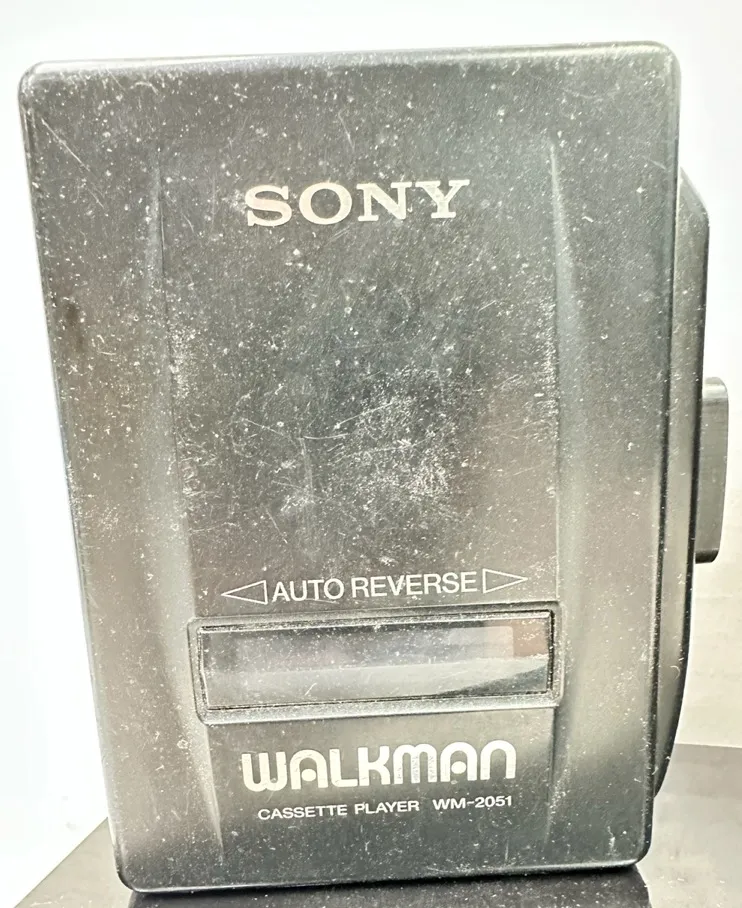 SONY
AUTO REVERSE
WALKMAN
CASSETTE PLAYER WM-2051